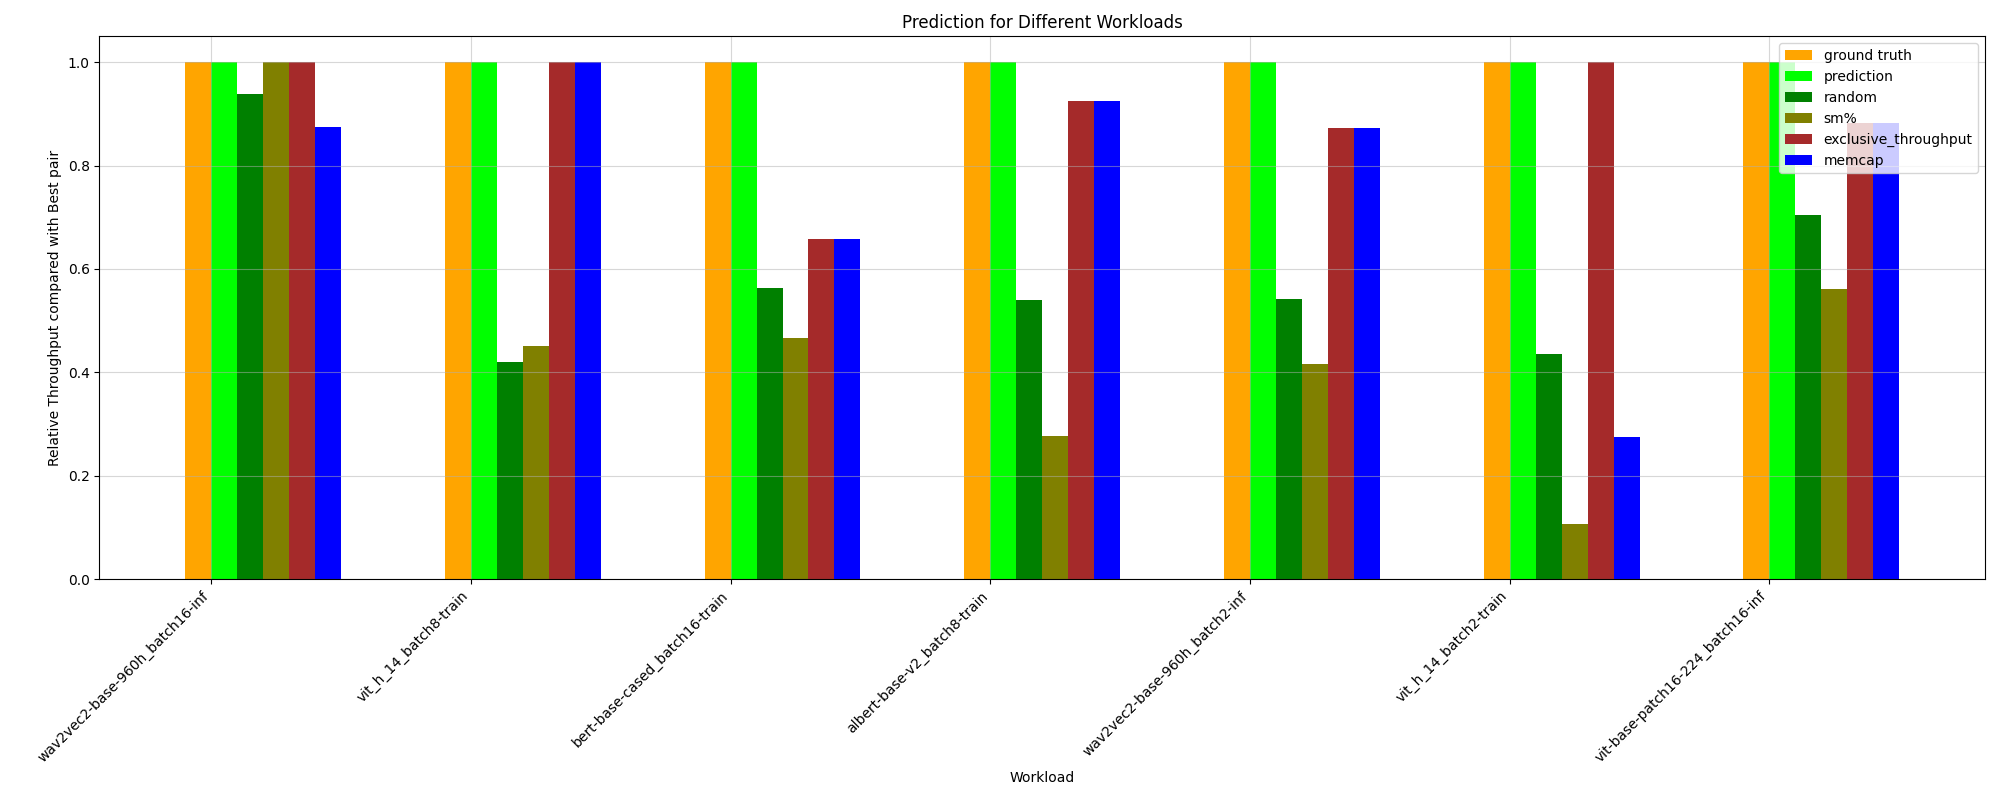 Prediction for Different Workloads
Relative Throughput compared with Best pair
1.0
0.8
0.6
0.4
0.2
0.0
ground truth
prediction
random
sm%
exclusive_throughput
memcap
wav2vec2-base-960h_batch16-inf
vit_h_14_batch8-train
bert-base-cased_batch16-train
albert-base-v2_batch8-train
wav2vec2-base-960h_batch2-inf
vit_h_14_batch2-train
vit-base-patch16-224_batch16-inf
Workload